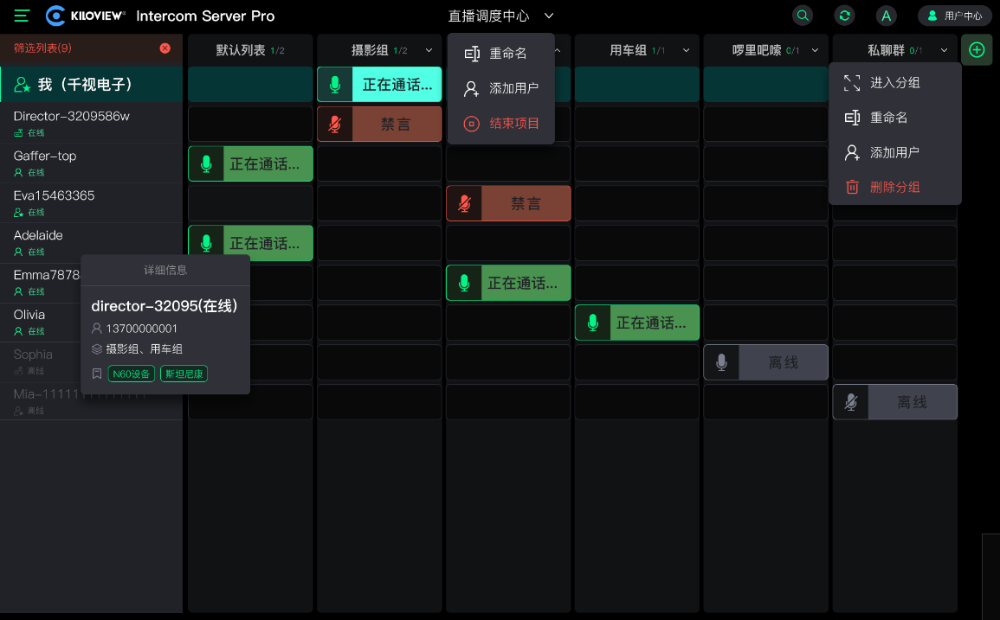 KILOVIEW® Intercom Server Pro
直播调度中心
A
用户中心
筛选列表(9)
默认列表 1/2
摄影组 1/2
用车组 1/1
啰里吧嗦 0/1
私聊群 0/1
重命名
添加用户
结束项目
进入分组
重命名
添加用户
删除分组
我（千视电子）
正在通话...
Director-3209586w
在线
禁言
Gaffer-top
在线
正在通话...
Eva15463365
在线
禁言
Adelaide
在线
正在通话...
Emma7878
在线
正在通话...
Olivia
在线
正在通话...
Sophia
离线
离线
Mia-1111
离线
离线
详细信息
director-32095(在线)
13700000001
摄影组、用车组
N60设备
斯坦尼康